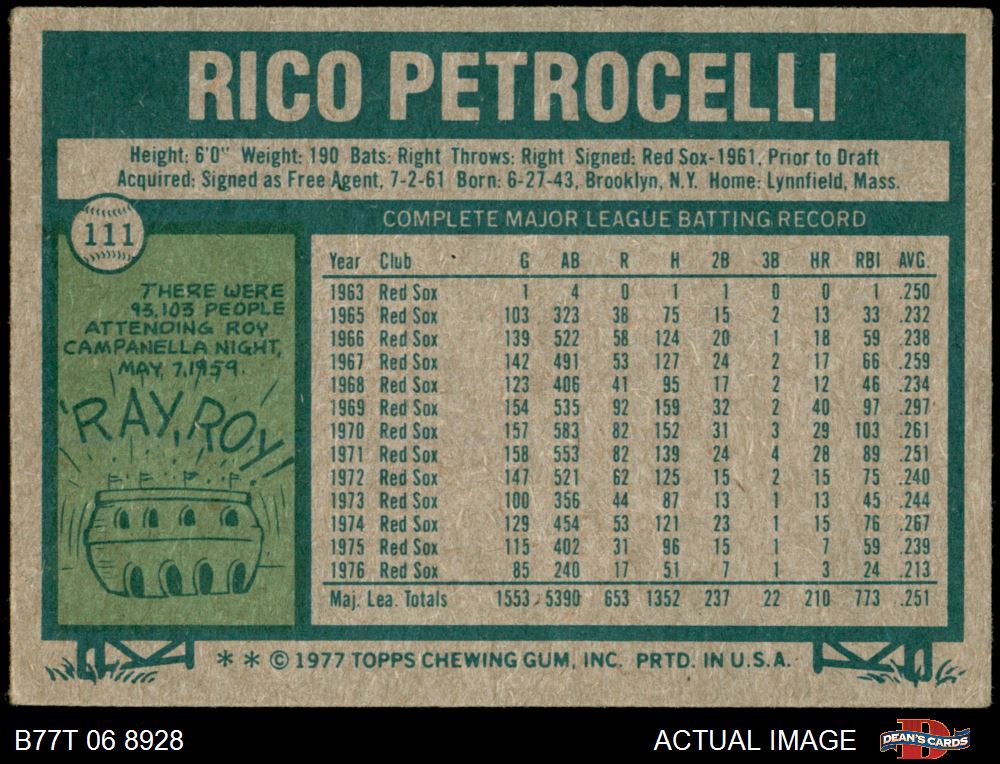 RICO PETROCELLI
Height: 6'0" Weight: 190 Bats: Right Throws: Right Signed: Red Sox-1961, Prior to Draft
Acquired: Signed as Free Agent, 7-2-61 Born: 6-27-43, Brooklyn, N.Y. Home: Lynnfield, Mass.
111
THERE WERE
93,103 PEOPLE
ATTENDING ROY
CAMPANELLA NIGHT,
MAY 7, 1959.
'RAY, ROY!
COMPLETE MAJOR LEAGUE BATTING RECORD
Year Club G AB R H 2B 3B HR RBI AVG.
1963 Red Sox 1 4 0 1 1 0 0 1 .250
1965 Red Sox 103 323 38 75 15 2 13 33 .232
1966 Red Sox 139 522 58 124 20 1 18 59 .238
1967 Red Sox 142 491 53 127 24 2 17 66 .259
1968 Red Sox 123 406 41 95 17 2 12 46 .234
1969 Red Sox 154 535 92 159 32 2 40 97 .297
1970 Red Sox 157 583 82 152 31 3 29 103 .261
1971 Red Sox 158 553 82 139 24 4 28 89 .251
1972 Red Sox 147 521 62 125 15 2 15 75 .240
1973 Red Sox 100 356 44 87 13 1 13 45 .244
1974 Red Sox 129 454 53 121 23 1 15 76 .267
1975 Red Sox 115 402 31 96 15 1 7 59 .239
1976 Red Sox 85 240 17 51 7 1 3 24 .213
Maj. Lea. Totals 1553 5390 653 1352 237 22 210 773 .251
* * © 1977 TOPPS CHEWING GUM, INC. PRTD. IN U.S.A.
B77T 06 8928
ACTUAL IMAGE
D
DEAN'S CARDS